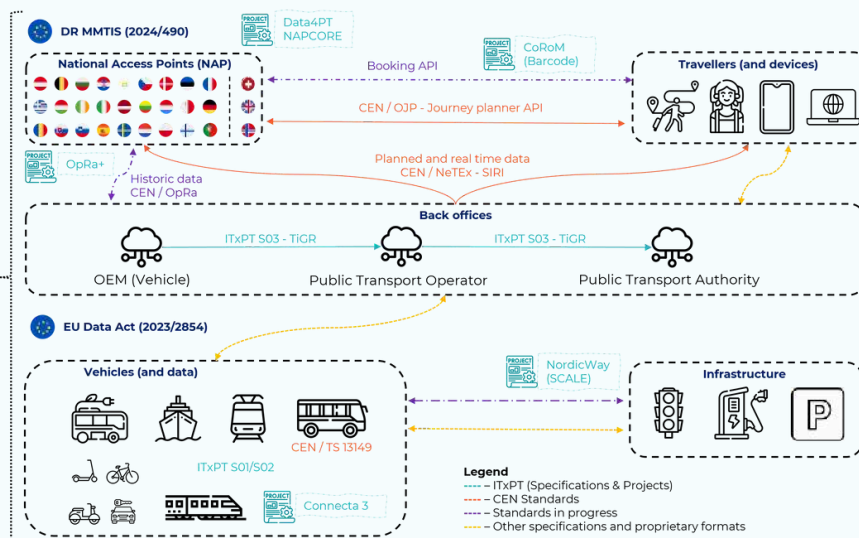 DR MMTIS (2024/490)
PROJECT
Data4PT
NAPCORE
National Access Points (NAP)
Booking API
PROJECT
CoRoM
(Barcode)
Travellers (and devices)
CEN / OJP - Journey planner API
PROJECT
OpRa+
Historic data
CEN / OpRa
Planned and real time data
CEN / NeTEx - SIRI
Back offices
ITxPT S03 - TiGR
ITxPT S03 - TiGR
OEM (Vehicle)
Public Transport Operator
Public Transport Authority
EU Data Act (2023/2854)
Vehicles (and data)
PROJECT
NordicWay
(SCALE)
Infrastructure
P
CEN / TS 13149
ITxPT S01/S02
PROJECT
Connecta 3
Legend
– ITxPT (Specifications & Projects)
– CEN Standards
– Standards in progress
– Other specifications and proprietary formats